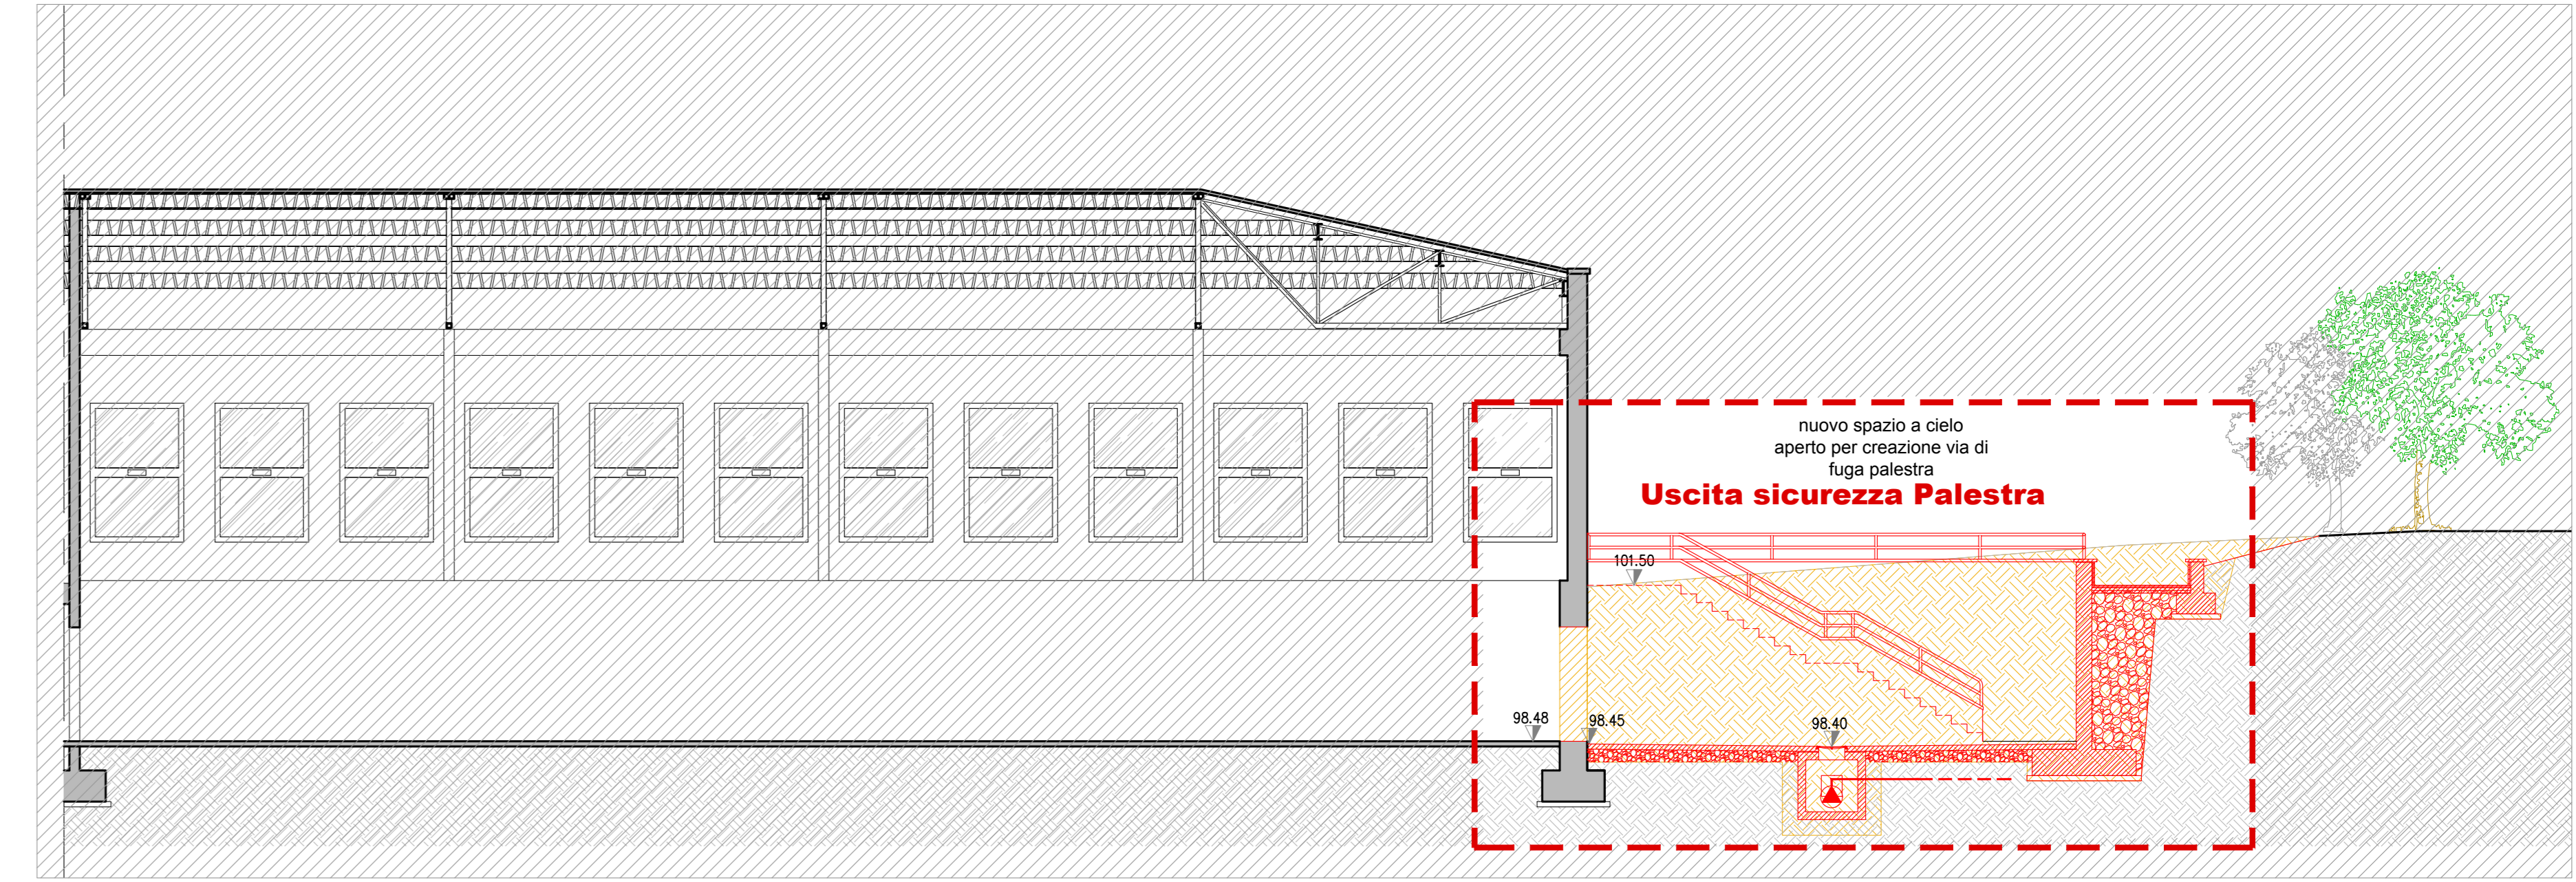 nuovo spazio a cielo
aperto per creazione via di
fuga palestra
Uscita sicurezza Palestra
101.50
98.48
98.45
98.40